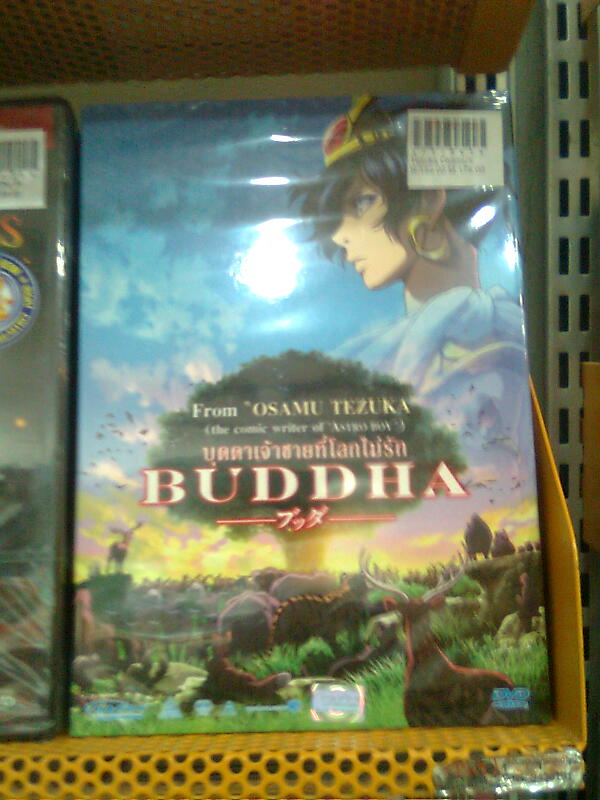 From "OSAMU TEZUKA
(the comic writer of "ASTRO BOY")
บุดดาเจ้าชายที่โลกไม่รัก
BUDDHA
ブッダ
DVD